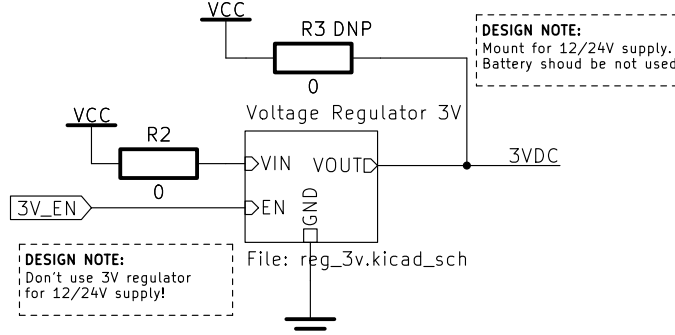 VCC
R3 DNP
0
DESIGN NOTE:
Mount for 12/24V supply.
Battery shoud be not used
Voltage Regulator 3V
VCC
R2
0
VIN
VOUT
3VDC
3V_EN
EN
GND
File: reg_3v.kicad_sch
DESIGN NOTE:
Don't use 3V regulator
for 12/24V supply!